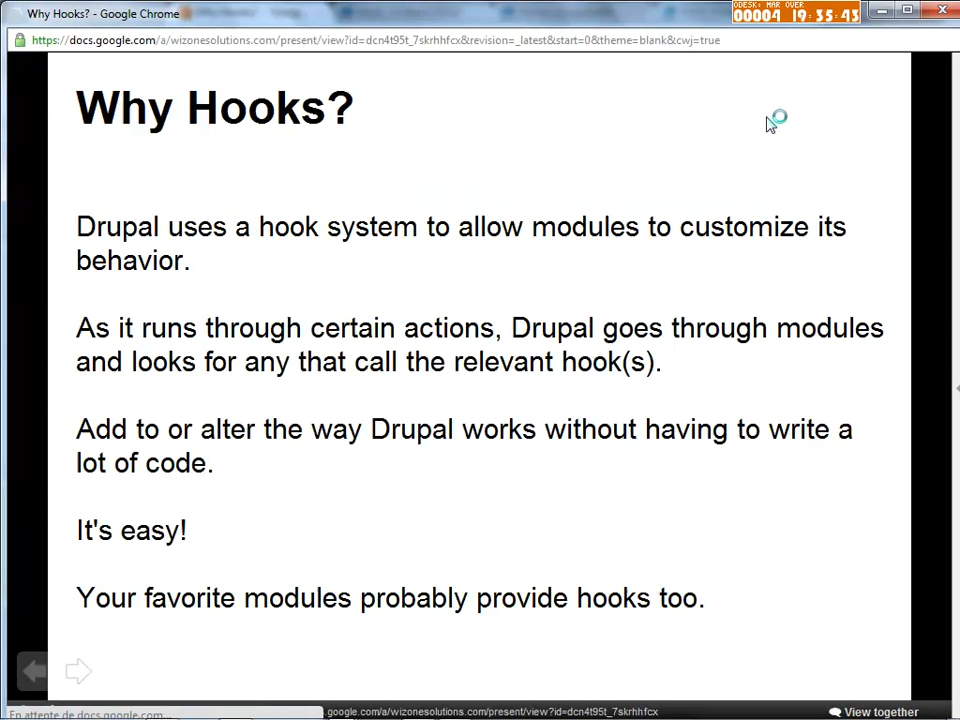 Why Hooks? - Google Chrome
ODESK: MAR OVER
00004 19:35:43
https://docs.google.com/a/wizonesolutions.com/present/view?id=dcn4t95t_7skrhhfcx&revision=_latest&start=0&theme=blank&cwj=true
Why Hooks?
Drupal uses a hook system to allow modules to customize its
behavior.
As it runs through certain actions, Drupal goes through modules
and looks for any that call the relevant hook(s).
Add to or alter the way Drupal works without having to write a
lot of code.
It's easy!
Your favorite modules probably provide hooks too.
En attente de docs.google.com...
.google.com/a/wizonesolutions.com/present/view?id=dcn4t95t_7skrhhfcx
View together